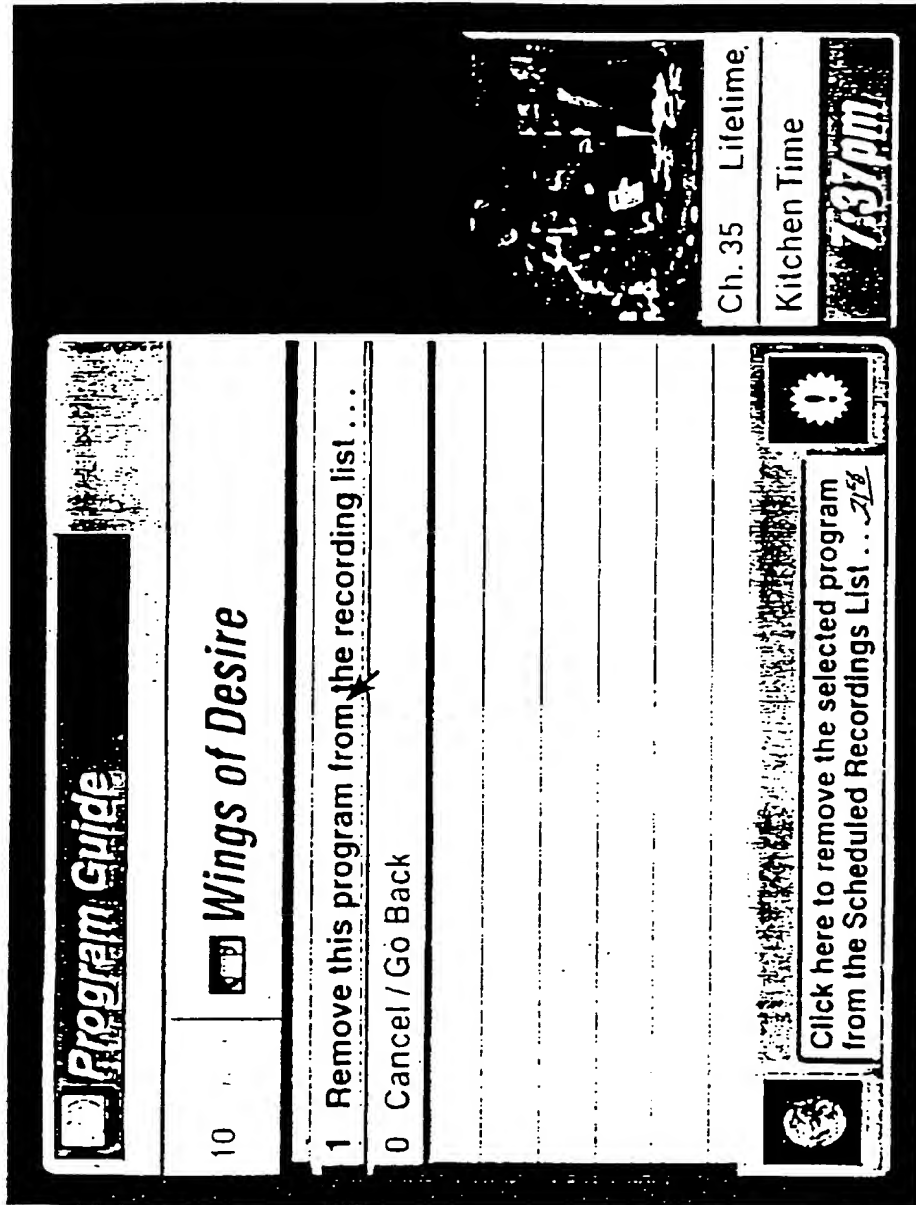 Program Guide
10 Wings of Desire
1 Remove this program from the recording list . . .
0 Cancel / Go Back
Click here to remove the selected program
from the Scheduled Recordings List . . .
Ch. 35 Lifetime
Kitchen Time
7:37pm